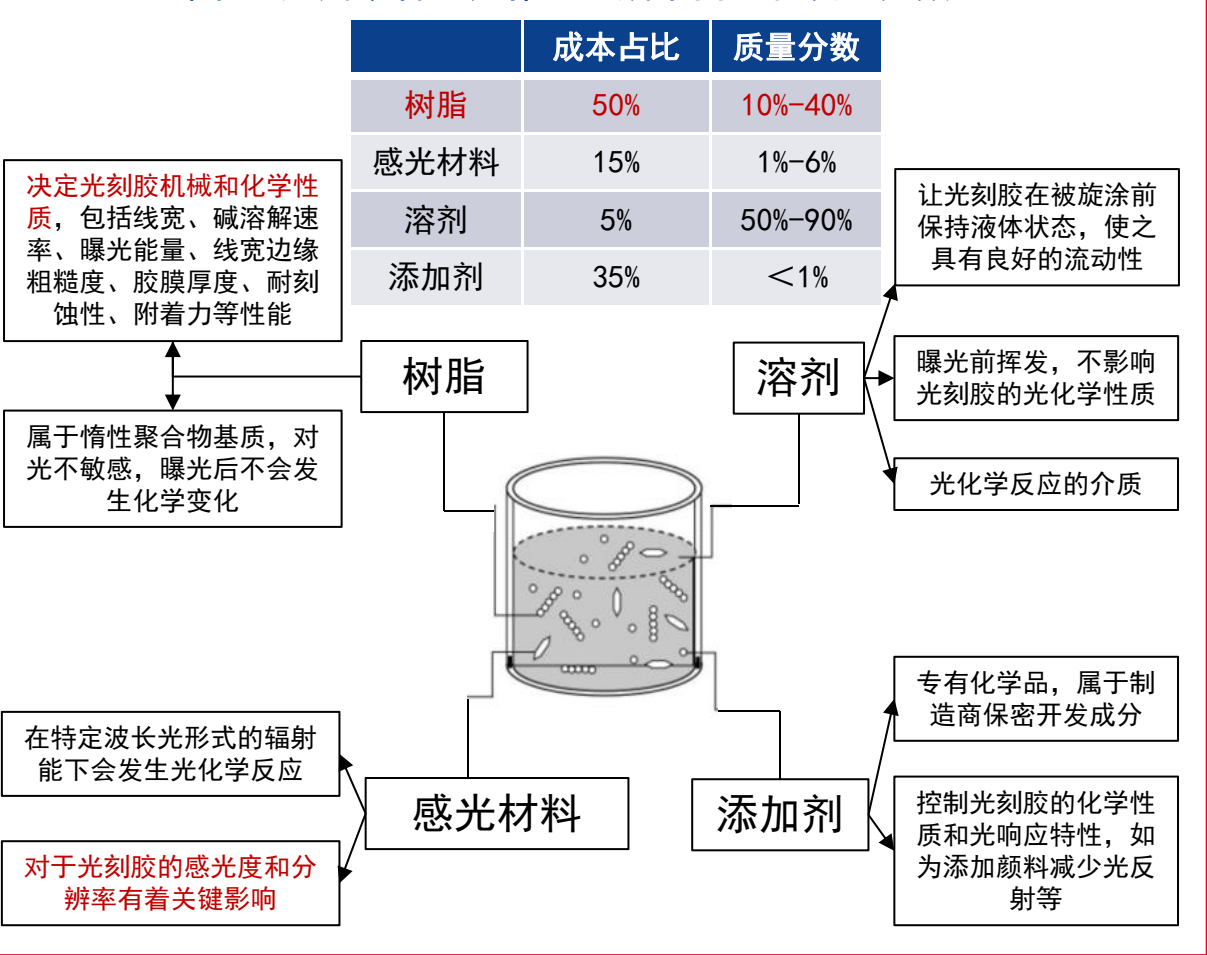 成本占比 质量分数
树脂 50% 10%-40%
感光材料 15% 1%-6%
溶剂 5% 50%-90%
添加剂 35% ＜1%
决定光刻胶机械和化学性
质，包括线宽、碱溶解速
率、曝光能量、线宽边缘
粗糙度、胶膜厚度、耐刻
蚀性、附着力等性能
属于惰性聚合物基质，对
光不敏感，曝光后不会发
生化学变化
树脂
溶剂
让光刻胶在被旋涂前
保持液体状态，使之
具有良好的流动性
曝光前挥发，不影响
光刻胶的光化学性质
光化学反应的介质
在特定波长光形式的辐射
能下会发生光化学反应
对于光刻胶的感光度和分
辨率有着关键影响
感光材料
添加剂
专有化学品，属于制
造商保密开发成分
控制光刻胶的化学性
质和光响应特性，如
为添加颜料减少光反
射等